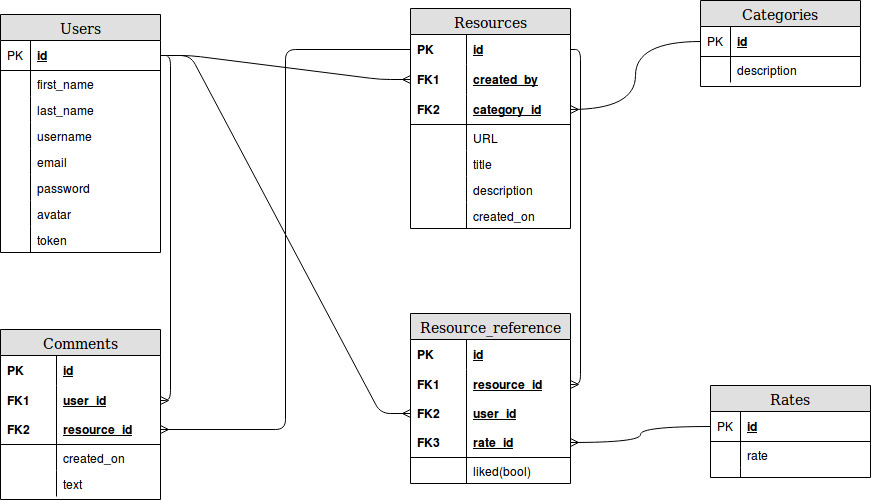 Users
PK id
first_name
last_name
username
email
password
avatar
token
Resources
PK id
FK1 created_by
FK2 category_id
URL
title
description
created_on
Categories
PK id
description
Comments
PK id
FK1 user_id
FK2 resource_id
created_on
text
Resource_reference
PK id
FK1 resource_id
FK2 user_id
FK3 rate_id
liked(bool)
Rates
PK id
rate